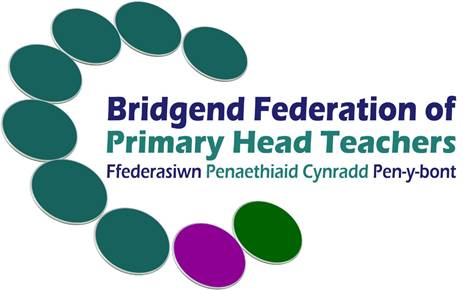 Bridgend Federation of
Primary Head Teachers
Ffederasiwn Penaethiaid Cynradd Pen-y-bont